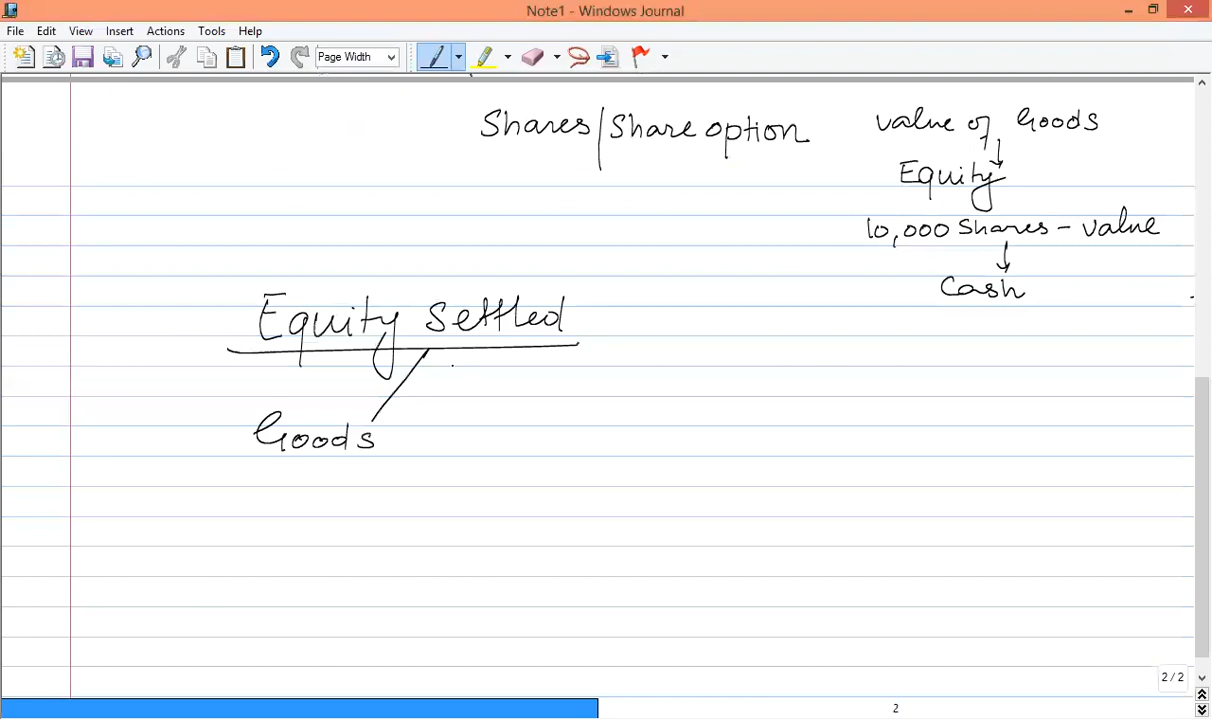 Note1 - Windows Journal
File Edit View Insert Actions Tools Help
Page Width
Shares/Share option
value of Goods
Equity
10,000 Shares - value
Cash
Equity Settled
Goods
2 / 2
2